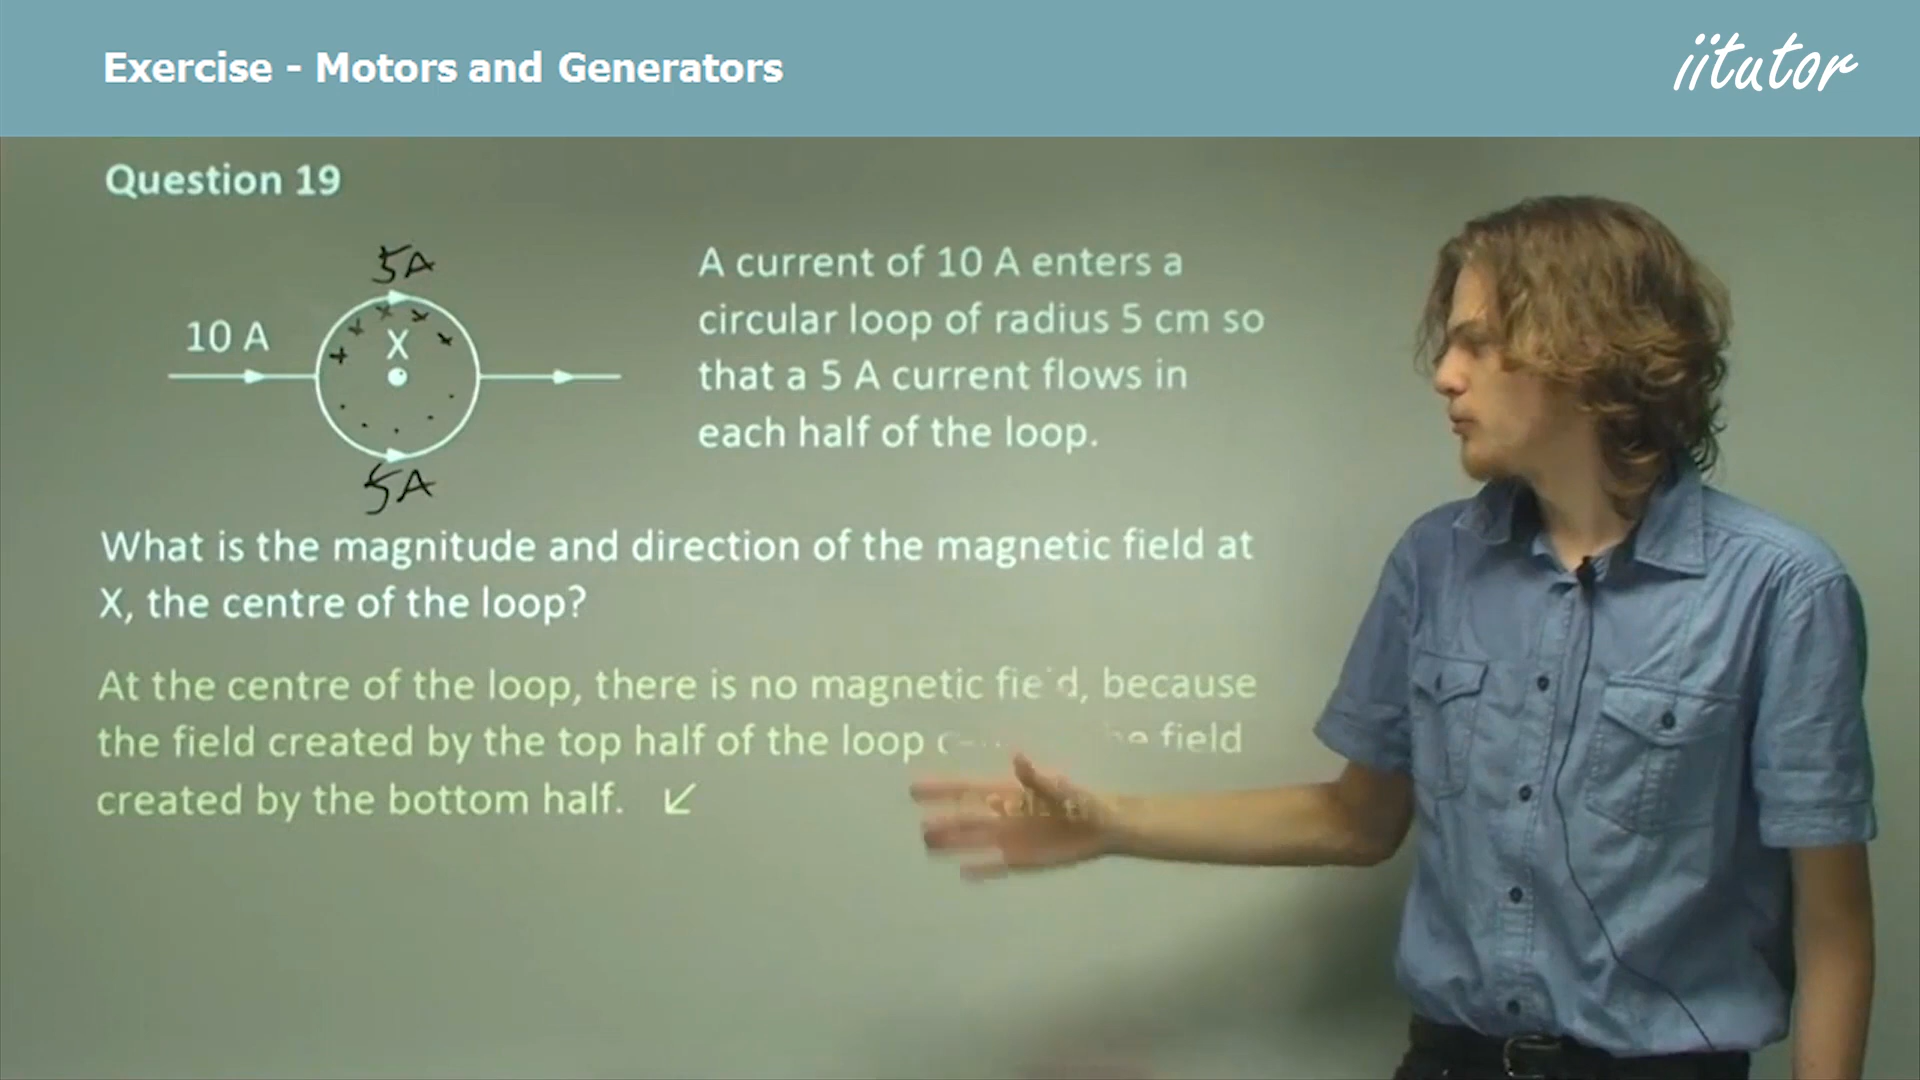 Exercise - Motors and Generators
iitutor
Question 19
5A
10 A
X
5A
A current of 10 A enters a
circular loop of radius 5 cm so
that a 5 A current flows in
each half of the loop.
What is the magnitude and direction of the magnetic field at
X, the centre of the loop?
At the centre of the loop, there is no magnetic field, because
the field created by the top half of the loop field
created by the bottom half.